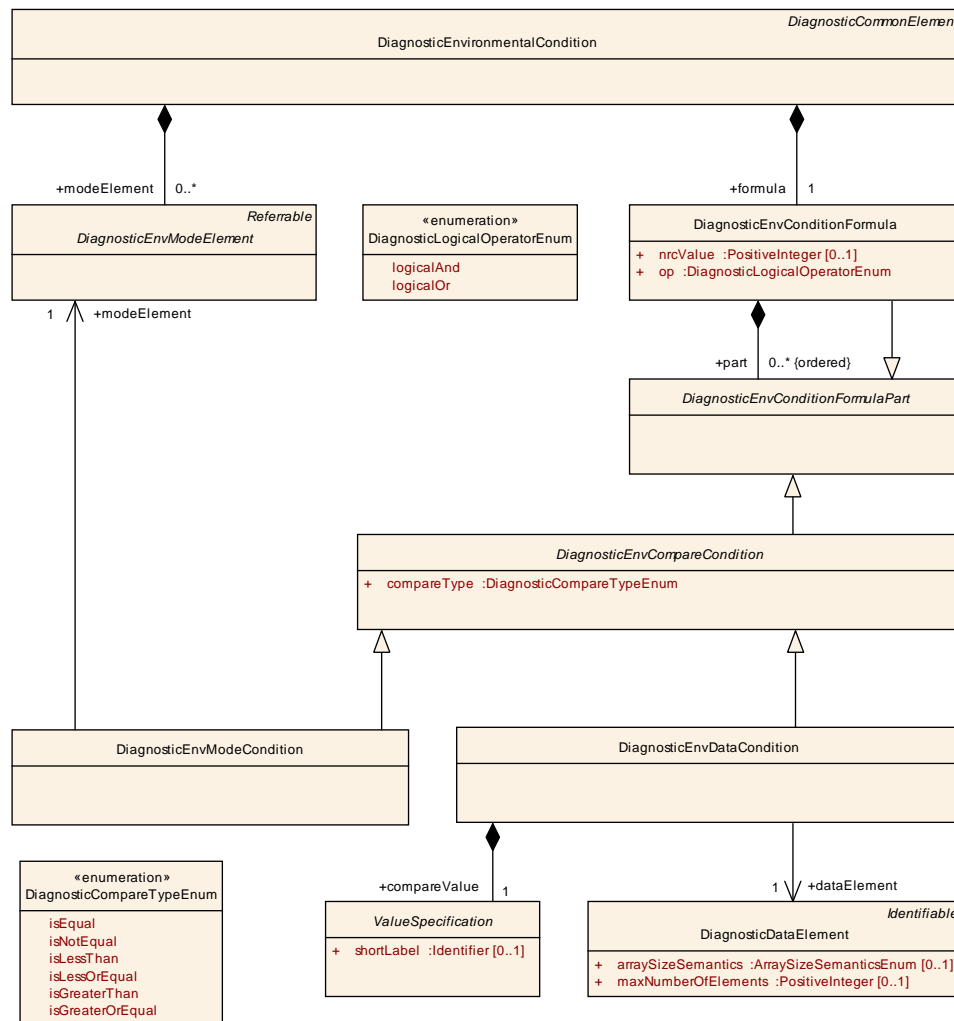 DiagnosticCommonElement
DiagnosticEnvironmentalCondition
+modeElement 0..*
+formula 1
Referrable
DiagnosticEnvModeElement
«enumeration»
DiagnosticLogicalOperatorEnum
logicalAnd
logicalOr
DiagnosticEnvConditionFormula
+ nrcValue :PositiveInteger [0..1]
+ op :DiagnosticLogicalOperatorEnum
1 +modeElement
+part 0..* {ordered}
DiagnosticEnvConditionFormulaPart
DiagnosticEnvCompareCondition
+ compareType :DiagnosticCompareTypeEnum
DiagnosticEnvModeCondition
DiagnosticEnvDataCondition
«enumeration»
DiagnosticCompareTypeEnum
isEqual
isNotEqual
isLessThan
isLessOrEqual
isGreaterThan
isGreaterOrEqual
+compareValue 1
1 +dataElement
ValueSpecification
+ shortLabel :Identifier [0..1]
Identifiable
DiagnosticDataElement
+ arraySizeSemantics :ArraySizeSemanticsEnum [0..1]
+ maxNumberOfElements :PositiveInteger [0..1]